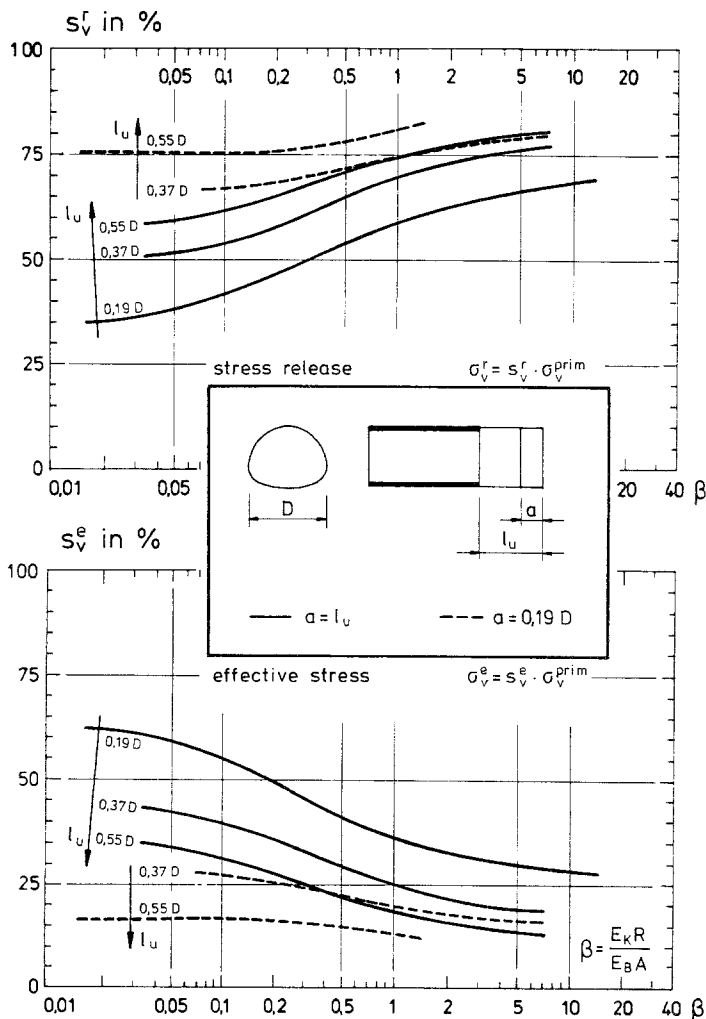 s_v^r in %
100
75
50
25
0
0,05 0,1 0,2 0,5 1 2 5 10 20
l_u
0,55 D
0,37 D
l_u
0,55 D
0,37 D
0,19 D
stress release σ_v^r = s_v^r · σ_v^prim
0,01 0,05 20 40 β
D
a
l_u
a = l_u
a = 0,19 D
s_v^e in %
100
75
50
25
0
effective stress σ_v^e = s_v^e · σ_v^prim
0,19 D
0,37 D
l_u
0,55 D
0,37 D
0,55 D
l_u
β = E_K R / E_B A
0,01 0,05 0,1 0,2 0,5 1 2 5 10 20 40 β